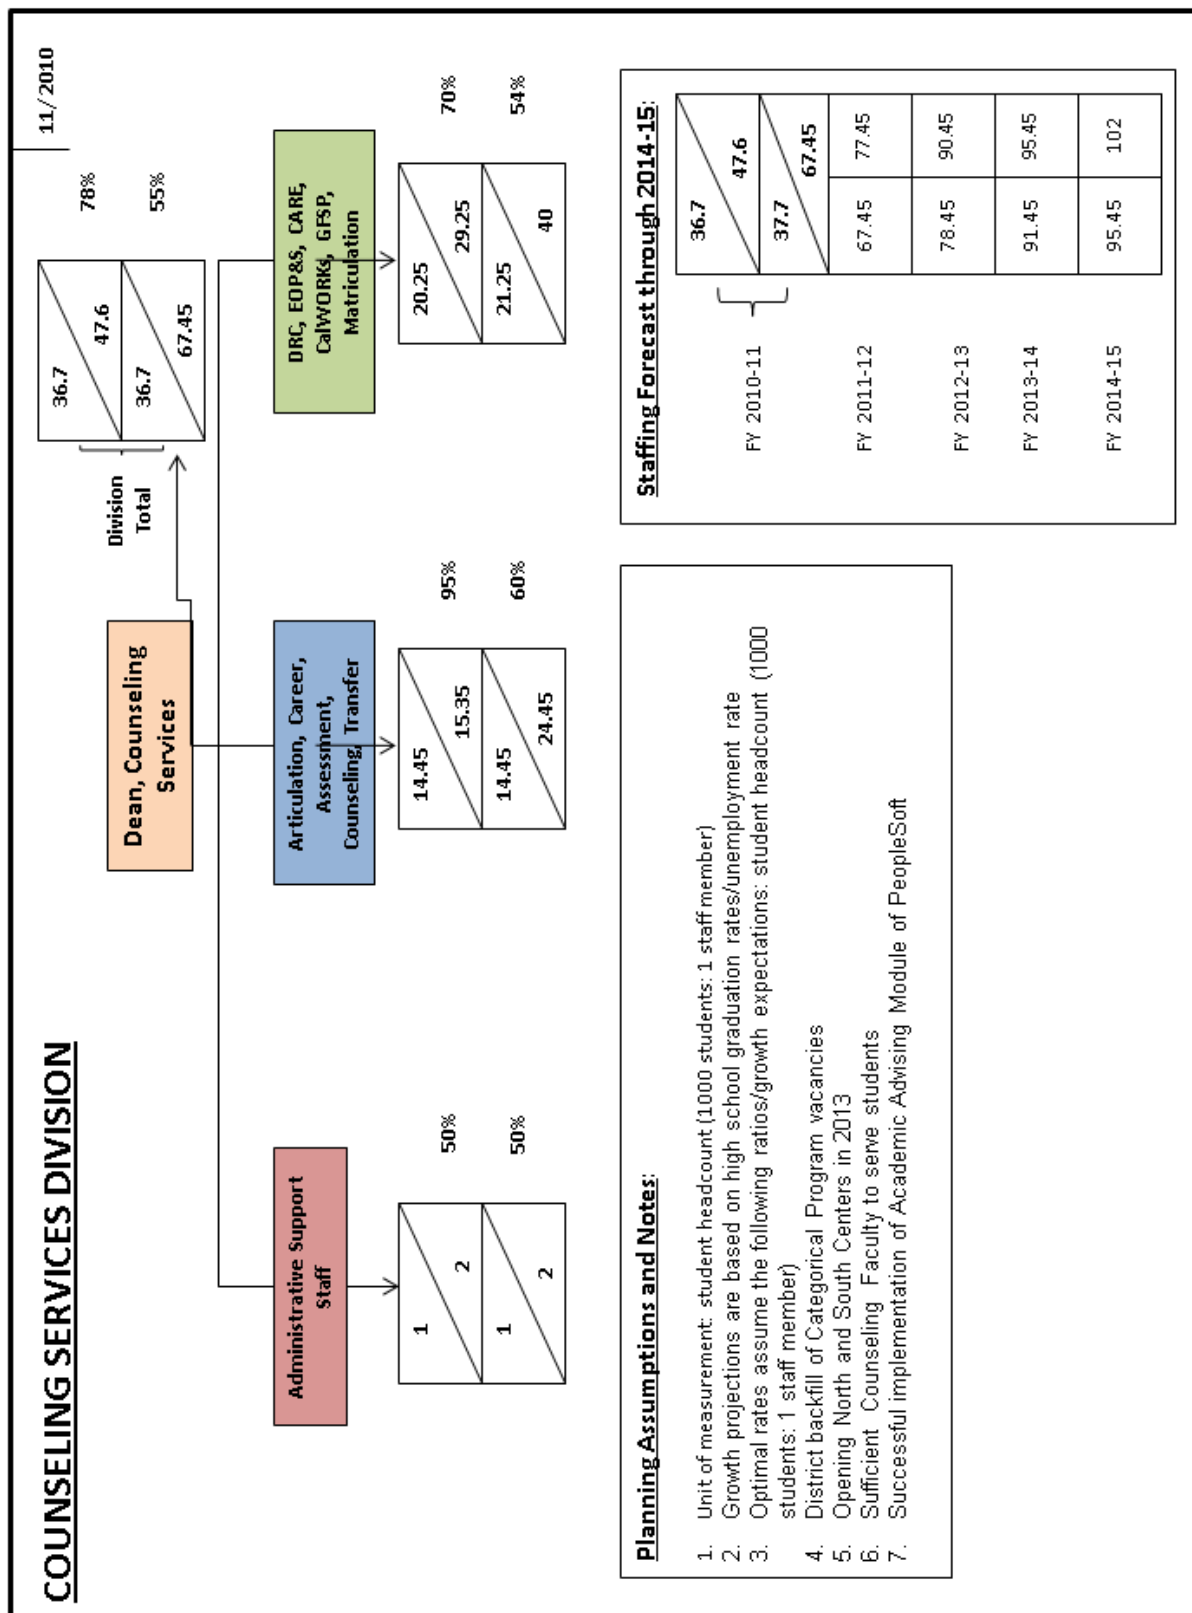 COUNSELING SERVICES DIVISION
11/2010
Dean, Counseling
Services
Division
Total
36.7
47.6
78%
36.7
67.45
55%
Administrative Support
Staff
1
2
50%
1
2
50%
Articulation, Career,
Assessment,
Counseling, Transfer
14.45
15.35
95%
14.45
24.45
60%
DRC, EOP&S, CARE,
CalWORKs, GFSP,
Matriculation
20.25
29.25
70%
21.25
40
54%
Planning Assumptions and Notes:
1. Unit of measurement: student headcount (1000 students: 1 staff member)
2. Growth projections are based on high school graduation rates/unemployment rate
3. Optimal rates assume the following ratios/growth expectations: student headcount (1000
students: 1 staff member)
4. District backfill of Categorical Program vacancies
5. Opening North and South Centers in 2013
6. Sufficient Counseling Faculty to serve students
7. Successful implementation of Academic Advising Module of PeopleSoft
Staffing Forecast through 2014-15:
FY 2010-11
36.7
47.6
37.7
67.45
FY 2011-12 67.45 77.45
FY 2012-13 78.45 90.45
FY 2013-14 91.45 95.45
FY 2014-15 95.45 102